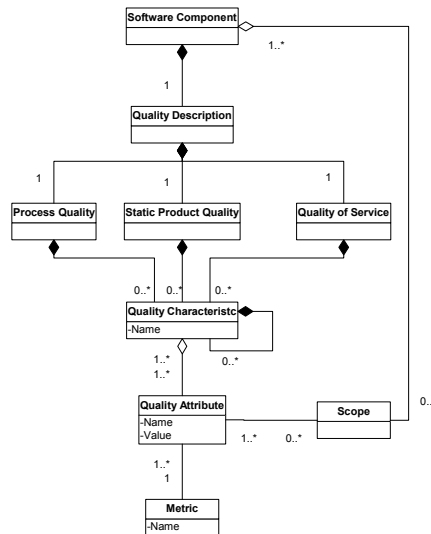 Software Component
1..*
1
Quality Description
1
1
1
Process Quality
Static Product Quality
Quality of Service
0..*
0..*
0..*
Quality Characteristc
-Name
0..*
1..*
1..*
Quality Attribute
-Name
-Value
Scope
0..
1..*
0..*
1..*
1
Metric
-Name